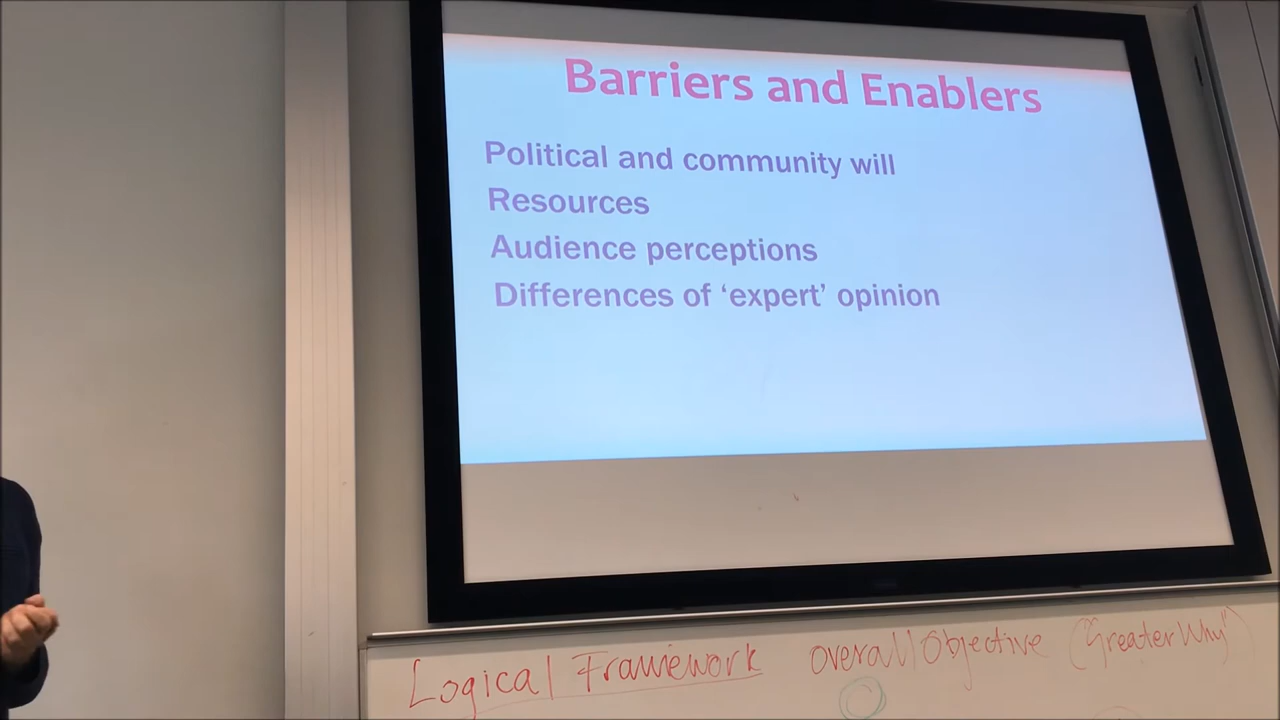 Barriers and Enablers
Political and community will
Resources
Audience perceptions
Differences of ‘expert’ opinion
Logical Framework overall Objective ("Greater Why")